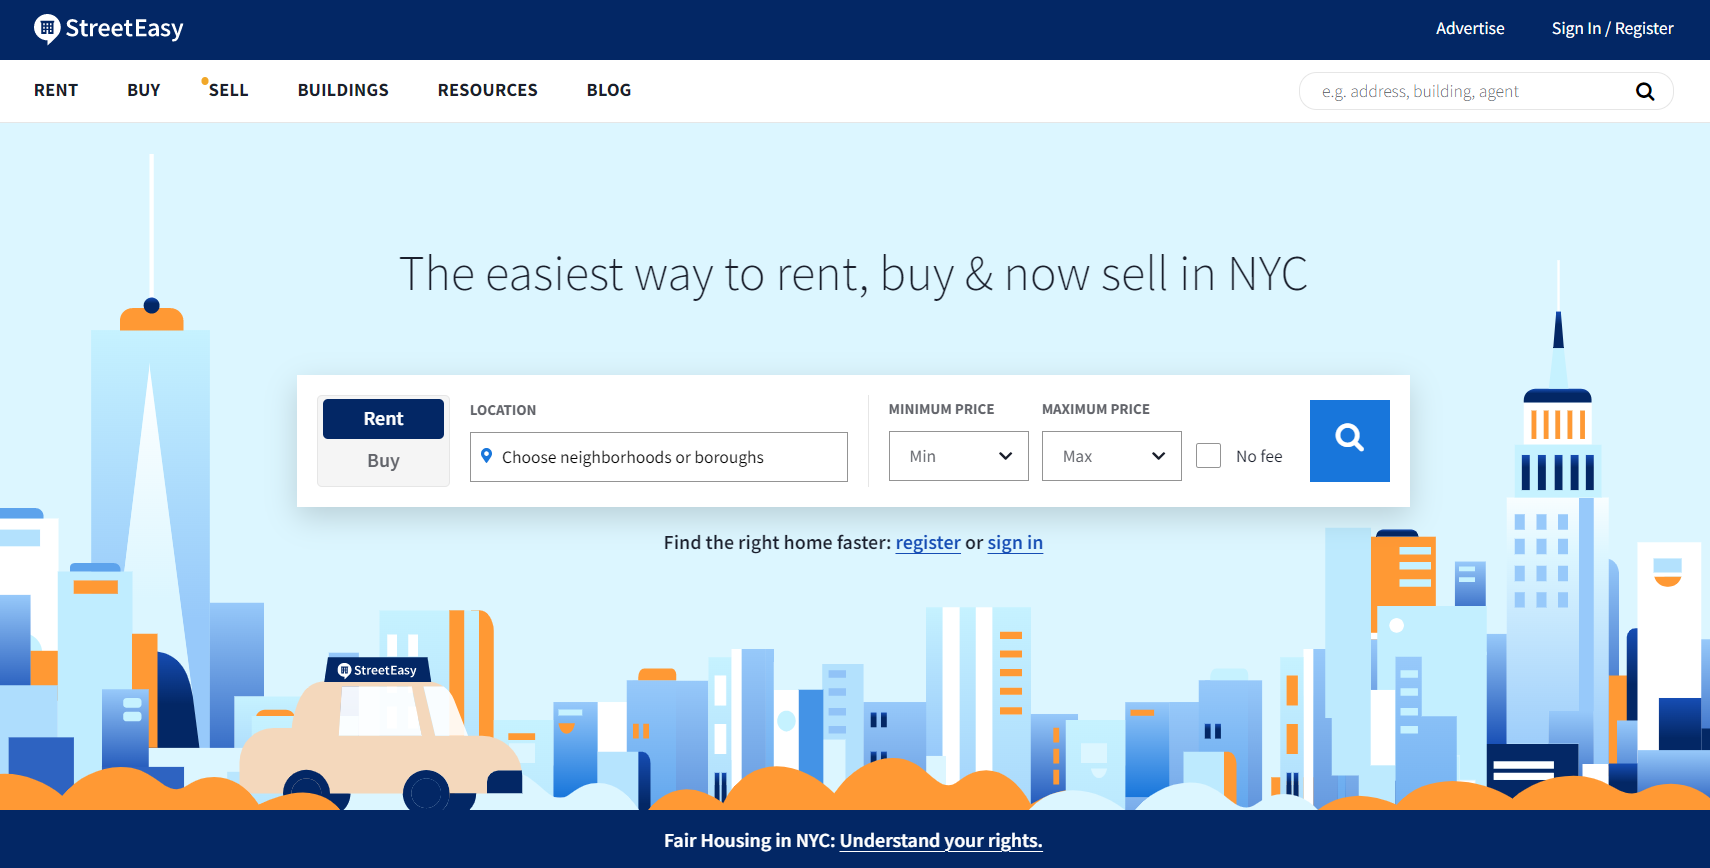 StreetEasy
Advertise
Sign In / Register
RENT
BUY
SELL
BUILDINGS
RESOURCES
BLOG
e.g. address, building, agent
The easiest way to rent, buy & now sell in NYC
Rent
Buy
LOCATION
Choose neighborhoods or boroughs
MINIMUM PRICE
Min
MAXIMUM PRICE
Max
No fee
Find the right home faster: register or sign in
StreetEasy
Fair Housing in NYC: Understand your rights.